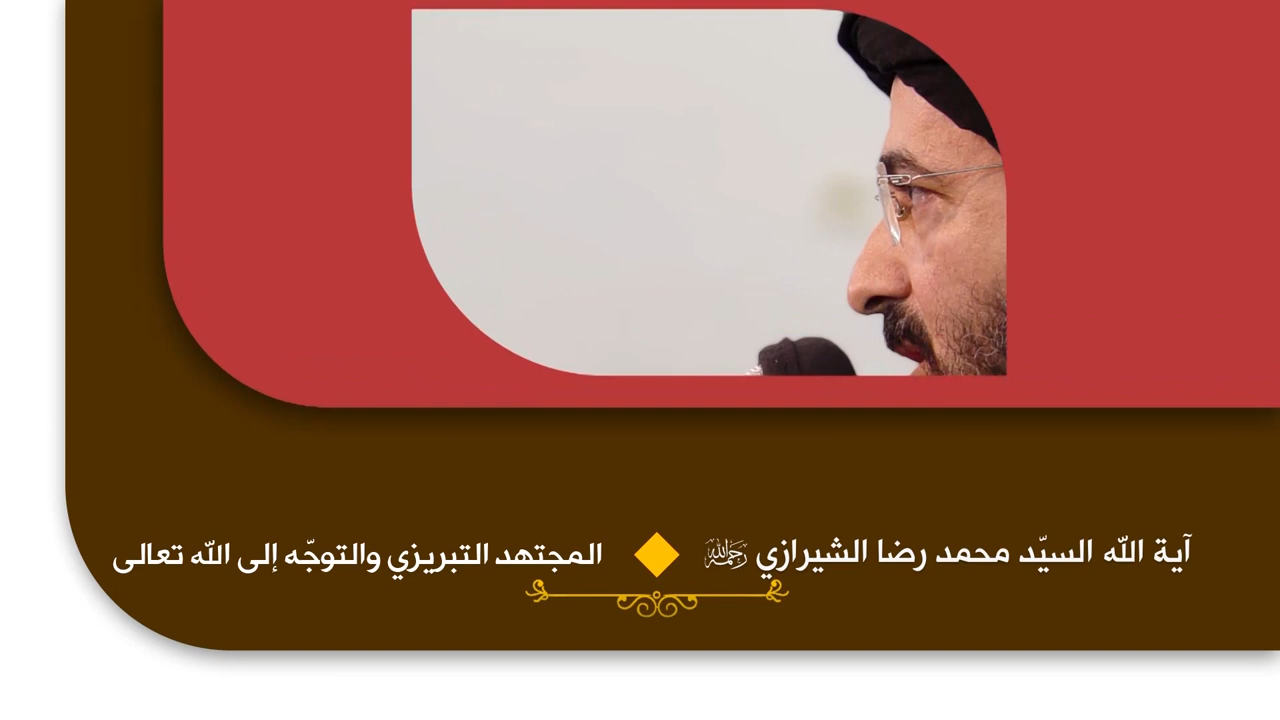 آية الله السيّد محمد رضا الشيرازي رحمه الله المجتهد التبريزي والتوجّه إلى الله تعالى